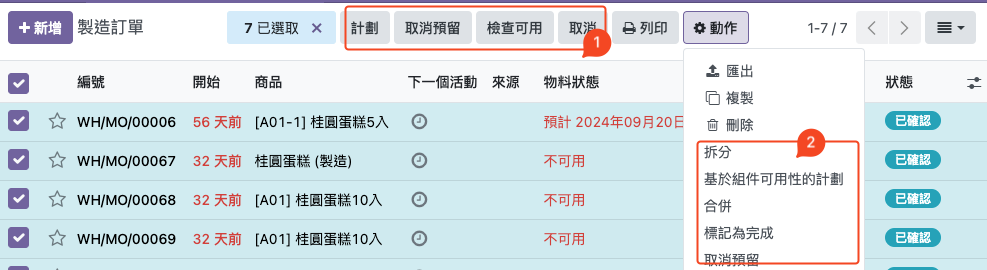 + 新增 製造訂單 7 已選取 × 計劃 取消預留 檢查可用 取消 列印 動作 1-7 / 7
1
編號 開始 商品 下一個活動 來源 物料狀態 狀態
匯出
複製
刪除
拆分
基於組件可用性的計劃
合併
標記為完成
取消預留
2
WH/MO/00006 56 天前 [A01-1] 桂圓蛋糕5入 預計 2024年09月20日 已確認
WH/MO/00067 32 天前 桂圓蛋糕 (製造) 不可用 已確認
WH/MO/00068 32 天前 [A01] 桂圓蛋糕10入 不可用 已確認
WH/MO/00069 32 天前 [A01] 桂圓蛋糕10入 不可用 已確認